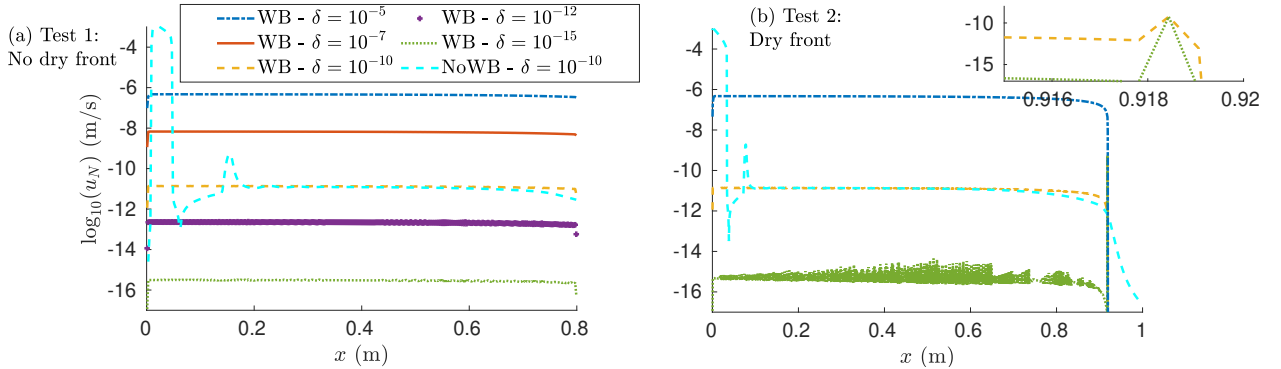 (a) Test 1:
No dry front
WB - δ = 10⁻⁵
WB - δ = 10⁻⁷
WB - δ = 10⁻¹⁰
WB - δ = 10⁻¹²
WB - δ = 10⁻¹⁵
NoWB - δ = 10⁻¹⁰
log₁₀(u_N) (m/s)
-4
-6
-8
-10
-12
-14
-16
0 0.2 0.4 0.6 0.8
x (m)
(b) Test 2:
Dry front
-10
-15
0.916 0.918 0.92
-4
-6
-8
-10
-12
-14
-16
0 0.2 0.4 0.6 0.8 1
x (m)